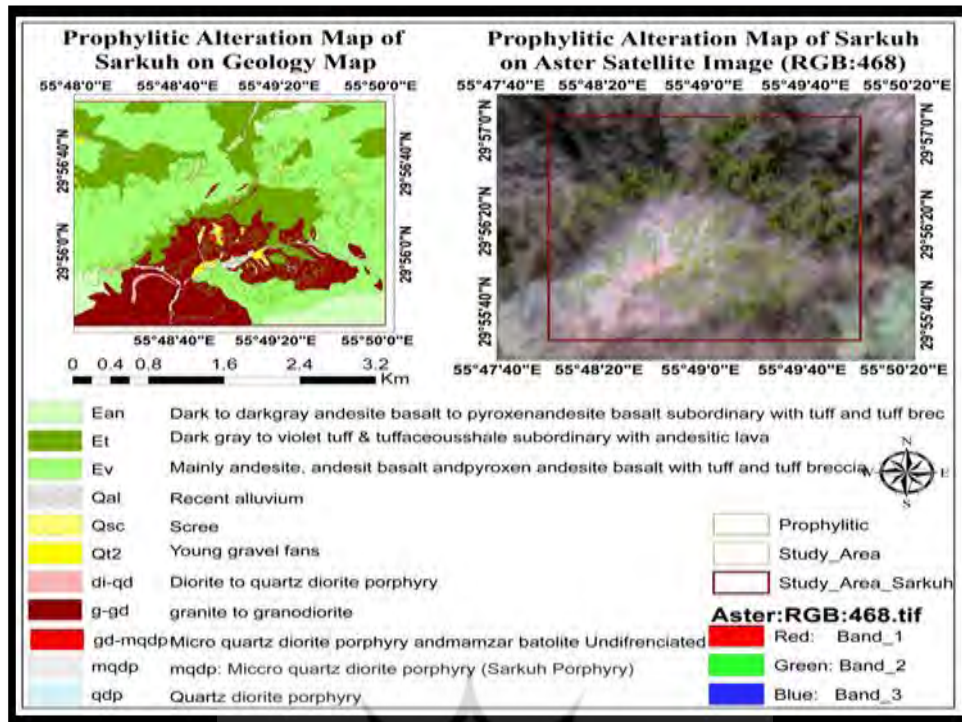 Prophylitic Alteration Map of
Sarkuh on Geology Map
55°48'0"E 55°48'40"E 55°49'20"E 55°50'0"E
29°56'40"N
29°56'0"N
29°56'40"N
29°56'0"N
55°48'40"E 55°49'20"E 55°50'0"E
0 0.4 0.8 1.6 2.4 3.2
Km
Prophylitic Alteration Map of Sarkuh
on Aster Satellite Image (RGB:468)
55°47'40"E 55°48'20"E 55°49'0"E 55°49'40"E 55°50'20"E
29°57'0"N
29°56'20"N
29°55'40"N
29°57'0"N
29°56'20"N
29°55'40"N
55°47'40"E 55°48'20"E 55°49'0"E 55°49'40"E 55°50'20"E
Ean Dark to darkgray andesite basalt to pyroxenandesite basalt subordinary with tuff and tuff brec
Et Dark gray to violet tuff & tuffaceousshale subordinary with andesitic lava
Ev Mainly andesite, andesit basalt andpyroxen andesite basalt with tuff and tuff breccia
Qal Recent alluvium
Qsc Scree
Qt2 Young gravel fans
di-qd Diorite to quartz diorite porphyry
g-gd granite to granodiorite
gd-mqdp Micro quartz diorite porphyry andmamzar batolite Undifrenciated
mqdp mqdp: Miccro quartz diorite porphyry (Sarkuh Porphyry)
qdp Quartz diorite porphyry
N
W E
S
Prophylitic
Study_Area
Study_Area_Sarkuh
Aster:RGB:468.tif
Red: Band_1
Green: Band_2
Blue: Band_3